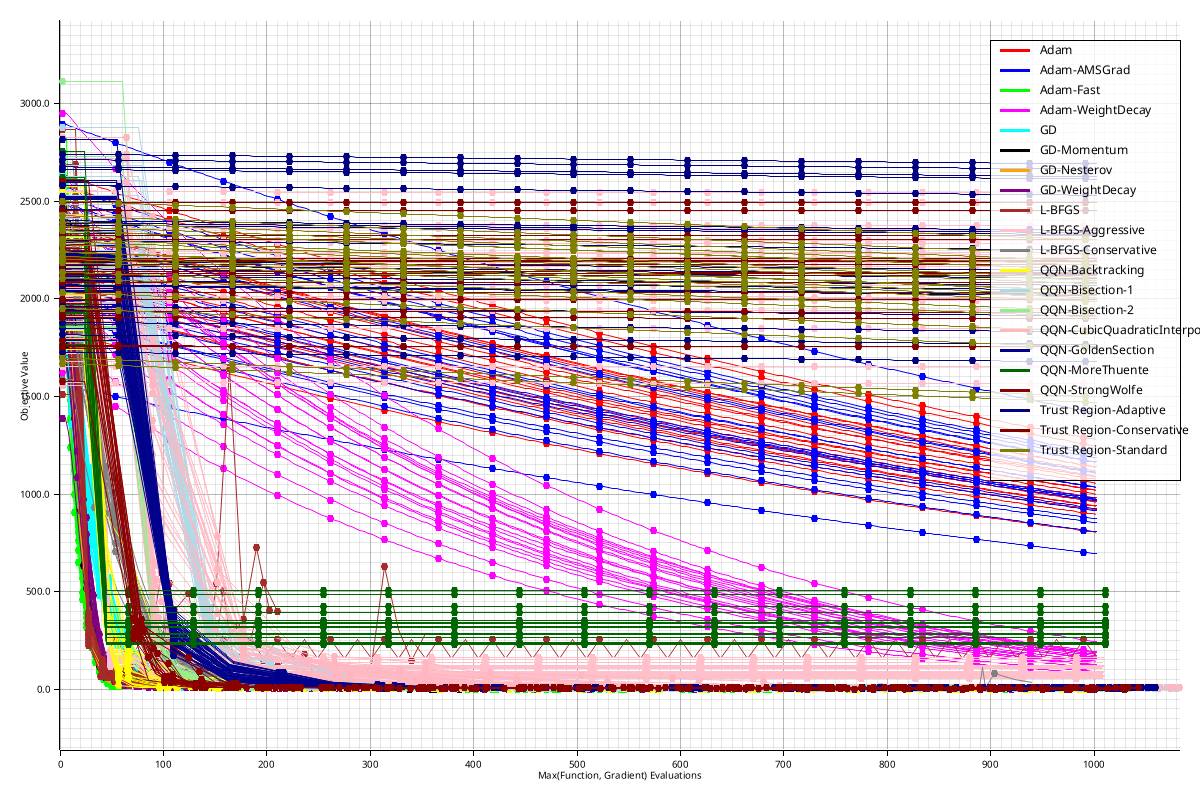 3000.0
2500.0
2000.0
1500.0
1000.0
500.0
0.0
Objective Value
0 100 200 300 400 500 600 700 800 900 1000
Max(Function, Gradient) Evaluations
Adam
Adam-AMSGrad
Adam-Fast
Adam-WeightDecay
GD
GD-Momentum
GD-Nesterov
GD-WeightDecay
L-BFGS
L-BFGS-Aggressive
L-BFGS-Conservative
QQN-Backtracking
QQN-Bisection-1
QQN-Bisection-2
QQN-CubicQuadraticInterpo
QQN-GoldenSection
QQN-MoreThuente
QQN-StrongWolfe
Trust Region-Adaptive
Trust Region-Conservative
Trust Region-Standard